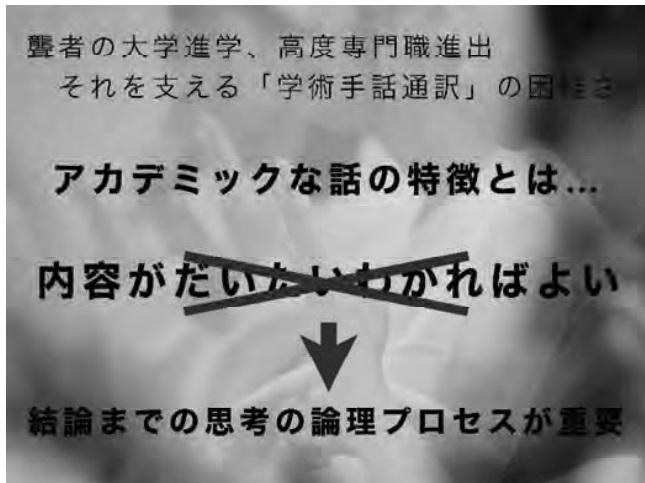 聾者の大学進学、高度専門職進出
それを支える「学術手話通訳」の困難さ
アカデミックな話の特徴とは…
内容がだいたいわかればよい
結論までの思考の論理プロセスが重要